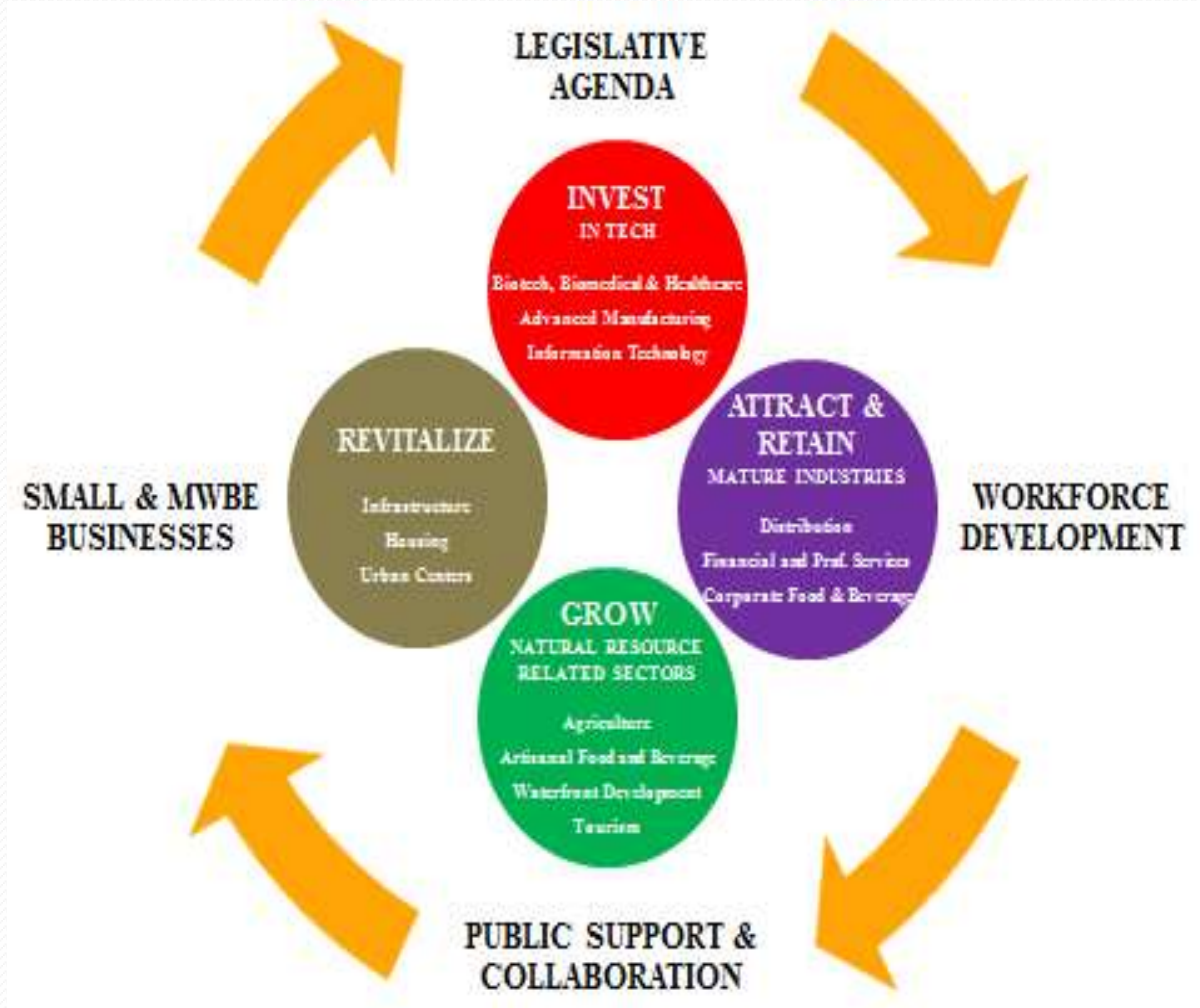 LEGISLATIVE
AGENDA
INVEST
IN TECH
Biotech, Biomedical & Healthcare
Advanced Manufacturing
Information Technology
ATTRACT &
RETAIN
MATURE INDUSTRIES
Distribution
Financial and Prof. Services
Corporate Food & Beverage
WORKFORCE
DEVELOPMENT
REVITALIZE
Infrastructure
Housing
Urban Centers
SMALL & MWBE
BUSINESSES
GROW
NATURAL RESOURCE
RELATED SECTORS
Agriculture
Artisanal Food and Beverage
Waterfront Development
Tourism
PUBLIC SUPPORT &
COLLABORATION